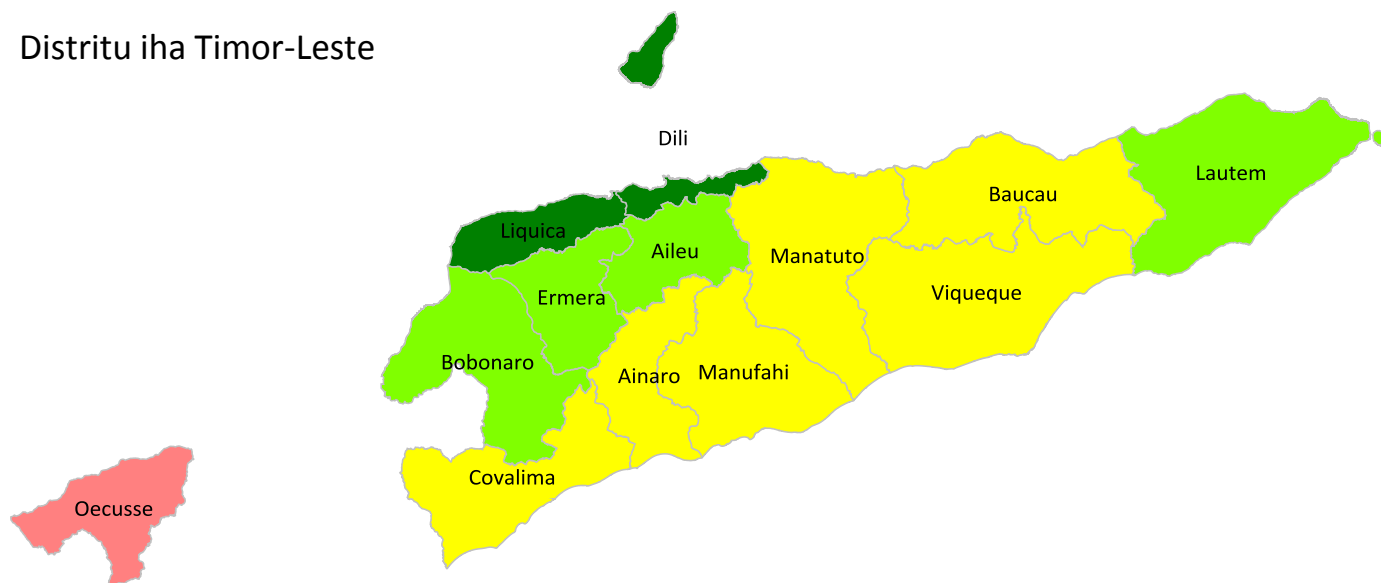 Distritu iha Timor-Leste
Dili
Lautem
Baucau
Liquica
Aileu
Manatuto
Viqueque
Ermera
Bobonaro
Ainaro
Manufahi
Covalima
Oecusse